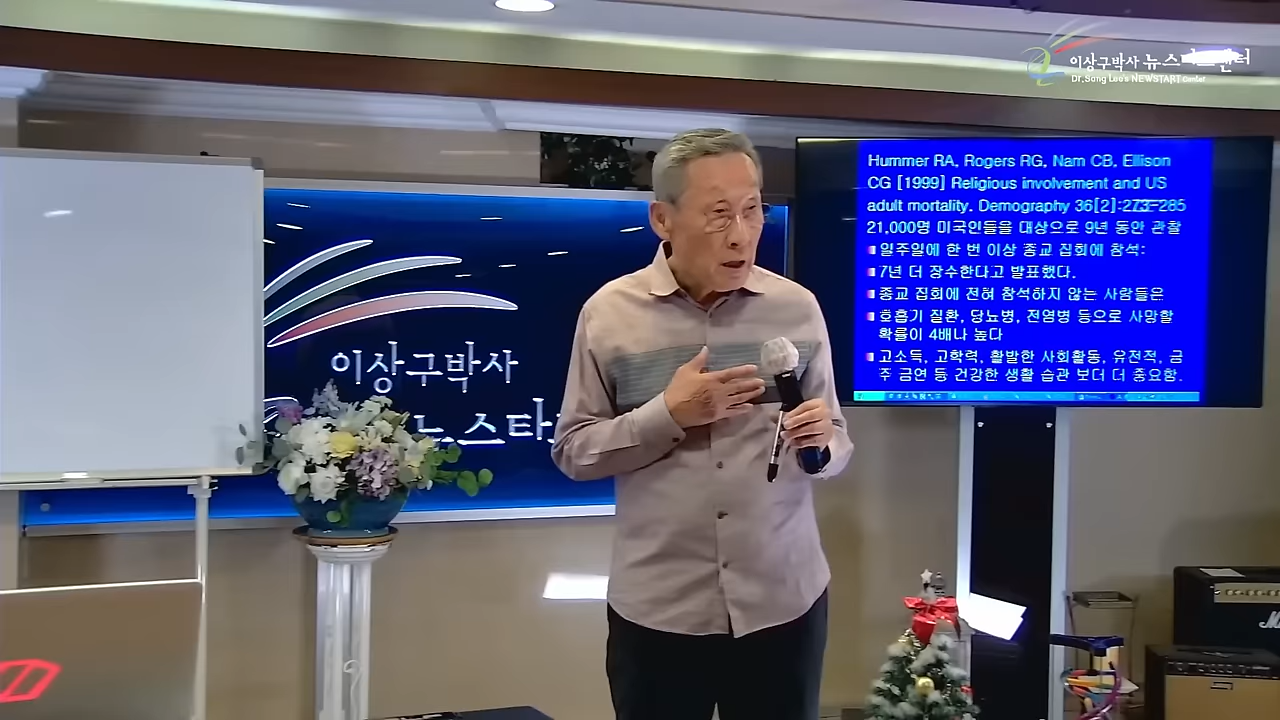 이상구박사 뉴스
Dr. Sang Lee's NEWSTART Center
Hummer RA, Rogers RG, Nam CB, Ellison
CG [1999] Religious involvement and US
adult mortality. Demography 36[2]:273-285
21,000명 미국인들을 대상으로 9년 동안 관찰
일주일에 한 번 이상 종교 집회에 참석:
7년 더 장수한다고 발표했다.
종교 집회에 전혀 참석하지 않는 사람들은
호흡기 질환, 당뇨병, 전염병 등으로 사망할
확률이 4배나 높다
고소득, 고학력, 활발한 사회활동, 유전적, 금
주 금연 등 건강한 생활 습관 보더 더 중요함.
이상구박사
뉴스타